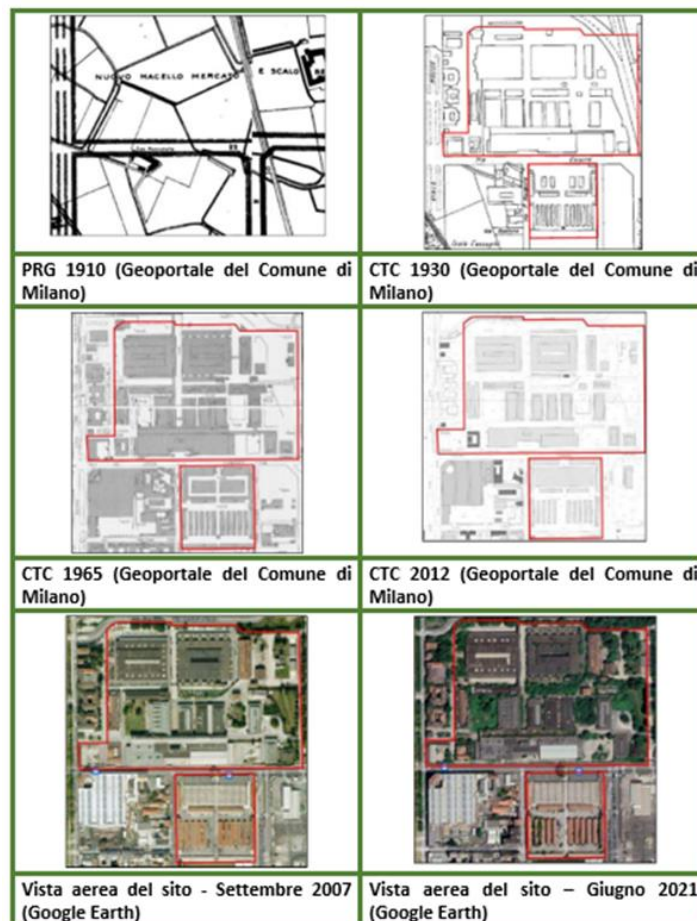 NUOVO MACELLO MERCATO E SCALO
PRG 1910 (Geoportale del Comune di
Milano)
CTC 1930 (Geoportale del Comune di
Milano)
CTC 1965 (Geoportale del Comune di
Milano)
CTC 2012 (Geoportale del Comune di
Milano)
Vista aerea del sito - Settembre 2007
(Google Earth)
Vista aerea del sito – Giugno 2021
(Google Earth)